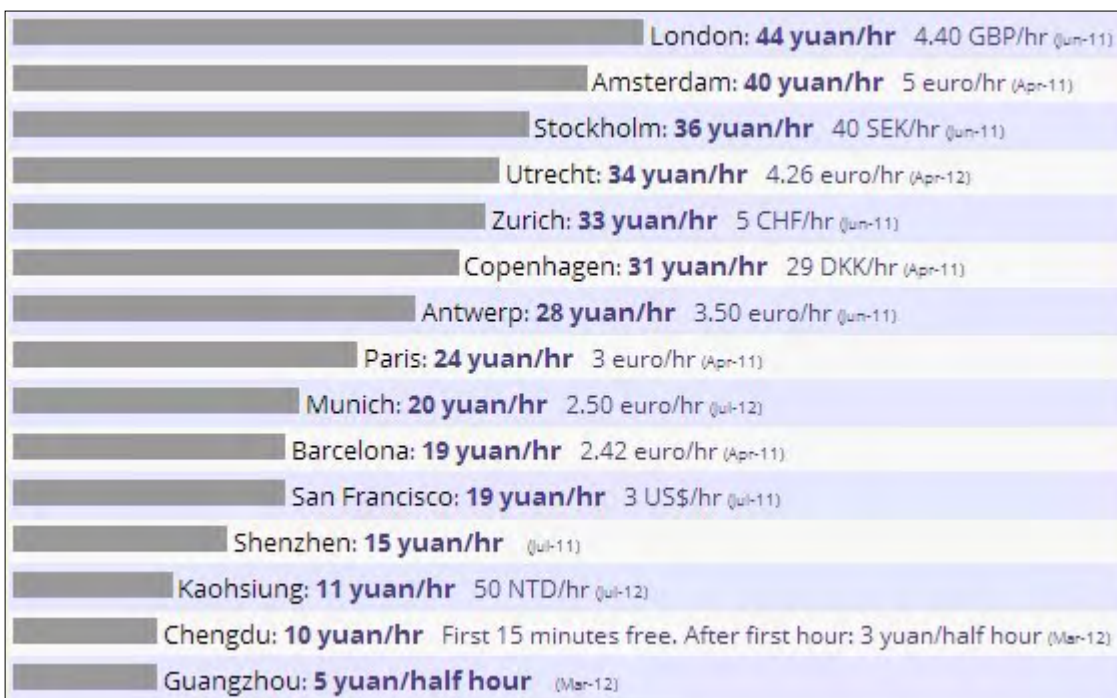 London: 44 yuan/hr 4.40 GBP/hr (Jun-11)
Amsterdam: 40 yuan/hr 5 euro/hr (Apr-11)
Stockholm: 36 yuan/hr 40 SEK/hr (Jun-11)
Utrecht: 34 yuan/hr 4.26 euro/hr (Apr-12)
Zurich: 33 yuan/hr 5 CHF/hr (Jun-11)
Copenhagen: 31 yuan/hr 29 DKK/hr (Apr-11)
Antwerp: 28 yuan/hr 3.50 euro/hr (Jun-11)
Paris: 24 yuan/hr 3 euro/hr (Apr-11)
Munich: 20 yuan/hr 2.50 euro/hr (Jul-12)
Barcelona: 19 yuan/hr 2.42 euro/hr (Apr-11)
San Francisco: 19 yuan/hr 3 US$/hr (Jul-11)
Shenzhen: 15 yuan/hr (Jul-11)
Kaohsiung: 11 yuan/hr 50 NTD/hr (Jul-12)
Chengdu: 10 yuan/hr First 15 minutes free. After first hour: 3 yuan/half hour (Mar-12)
Guangzhou: 5 yuan/half hour (Mar-12)